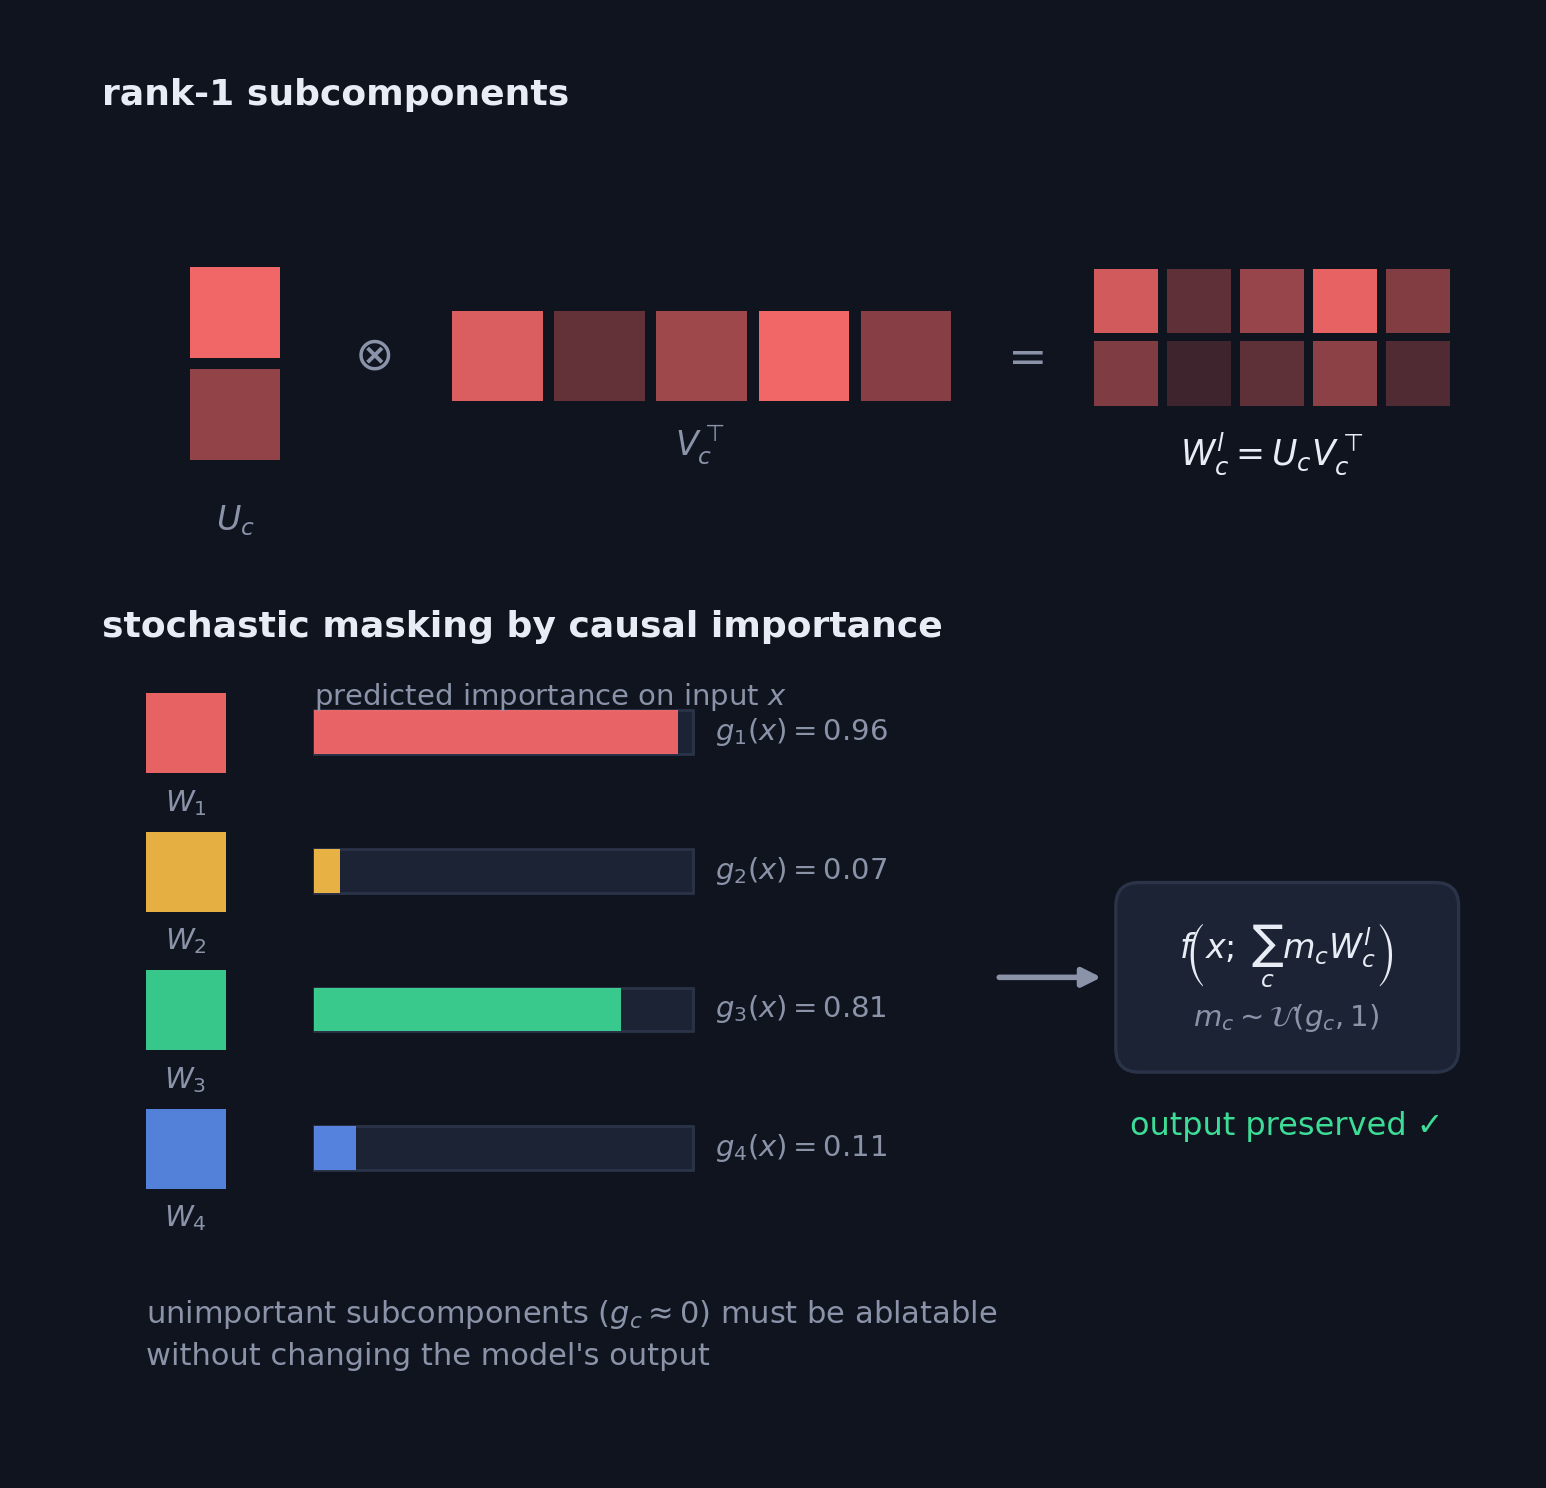 rank-1 subcomponents
⊗
=
V_c^⊤
W_c^l = U_c V_c^⊤
U_c
stochastic masking by causal importance
predicted importance on input x
g_1(x) = 0.96
W_1
g_2(x) = 0.07
W_2
g_3(x) = 0.81
W_3
g_4(x) = 0.11
W_4
f(x; ∑_c m_c W_c^l)
m_c ~ 𝒰(g_c, 1)
output preserved ✓
unimportant subcomponents (g_c ≈ 0) must be ablatable
without changing the model's output